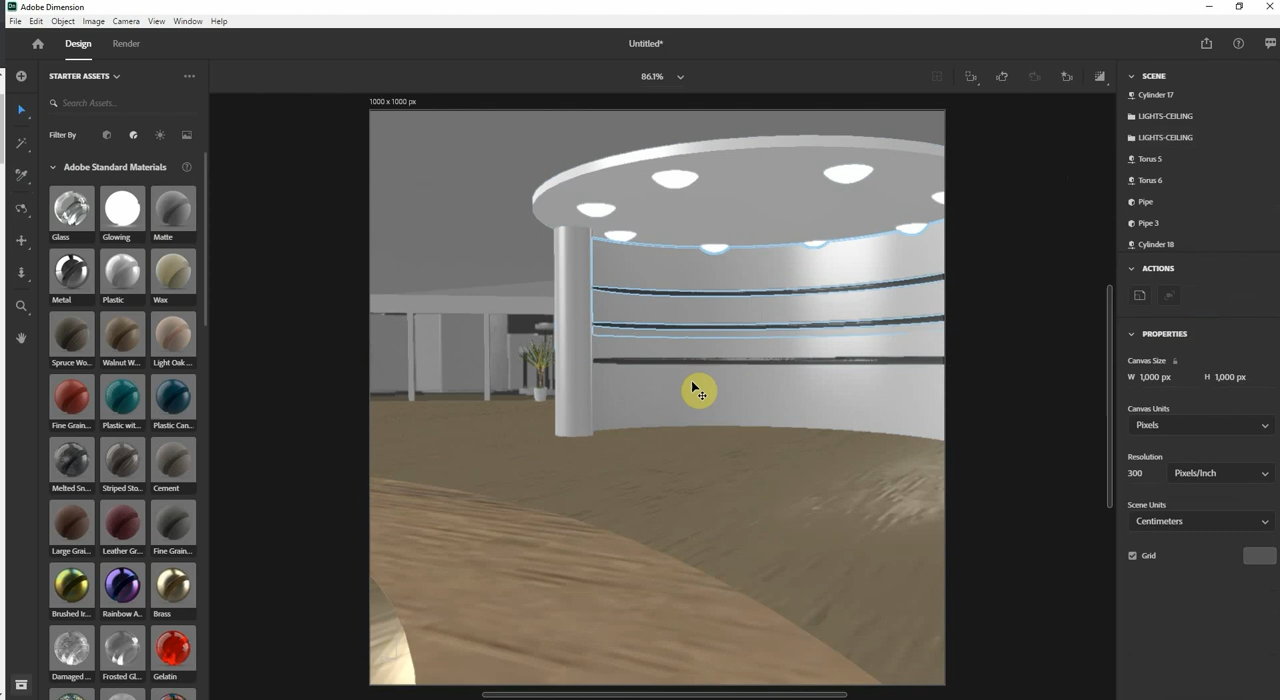 Dn Adobe Dimension
File Edit Object Image Camera View Window Help
Design Render Untitled*
STARTER ASSETS 86.1%
Search Assets...
Filter By
1000 x 1000 px
Adobe Standard Materials
Glass Glowing Matte
Metal Plastic Wax
Spruce Wo... Walnut W... Light Oak ...
Fine Grain... Plastic wit... Plastic Can...
Melted Sn... Striped Sto... Cement
Large Grai... Leather Gr... Fine Grain...
Brushed Ir... Rainbow A... Brass
Damaged ... Frosted Gl... Gelatin
SCENE
Cylinder 17
LIGHTS-CEILING
LIGHTS-CEILING
Torus 5
Torus 6
Pipe
Pipe 3
Cylinder 18
ACTIONS
PROPERTIES
Canvas Size
W 1,000 px H 1,000 px
Canvas Units
Pixels
Resolution
300 Pixels/Inch
Scene Units
Centimeters
Grid